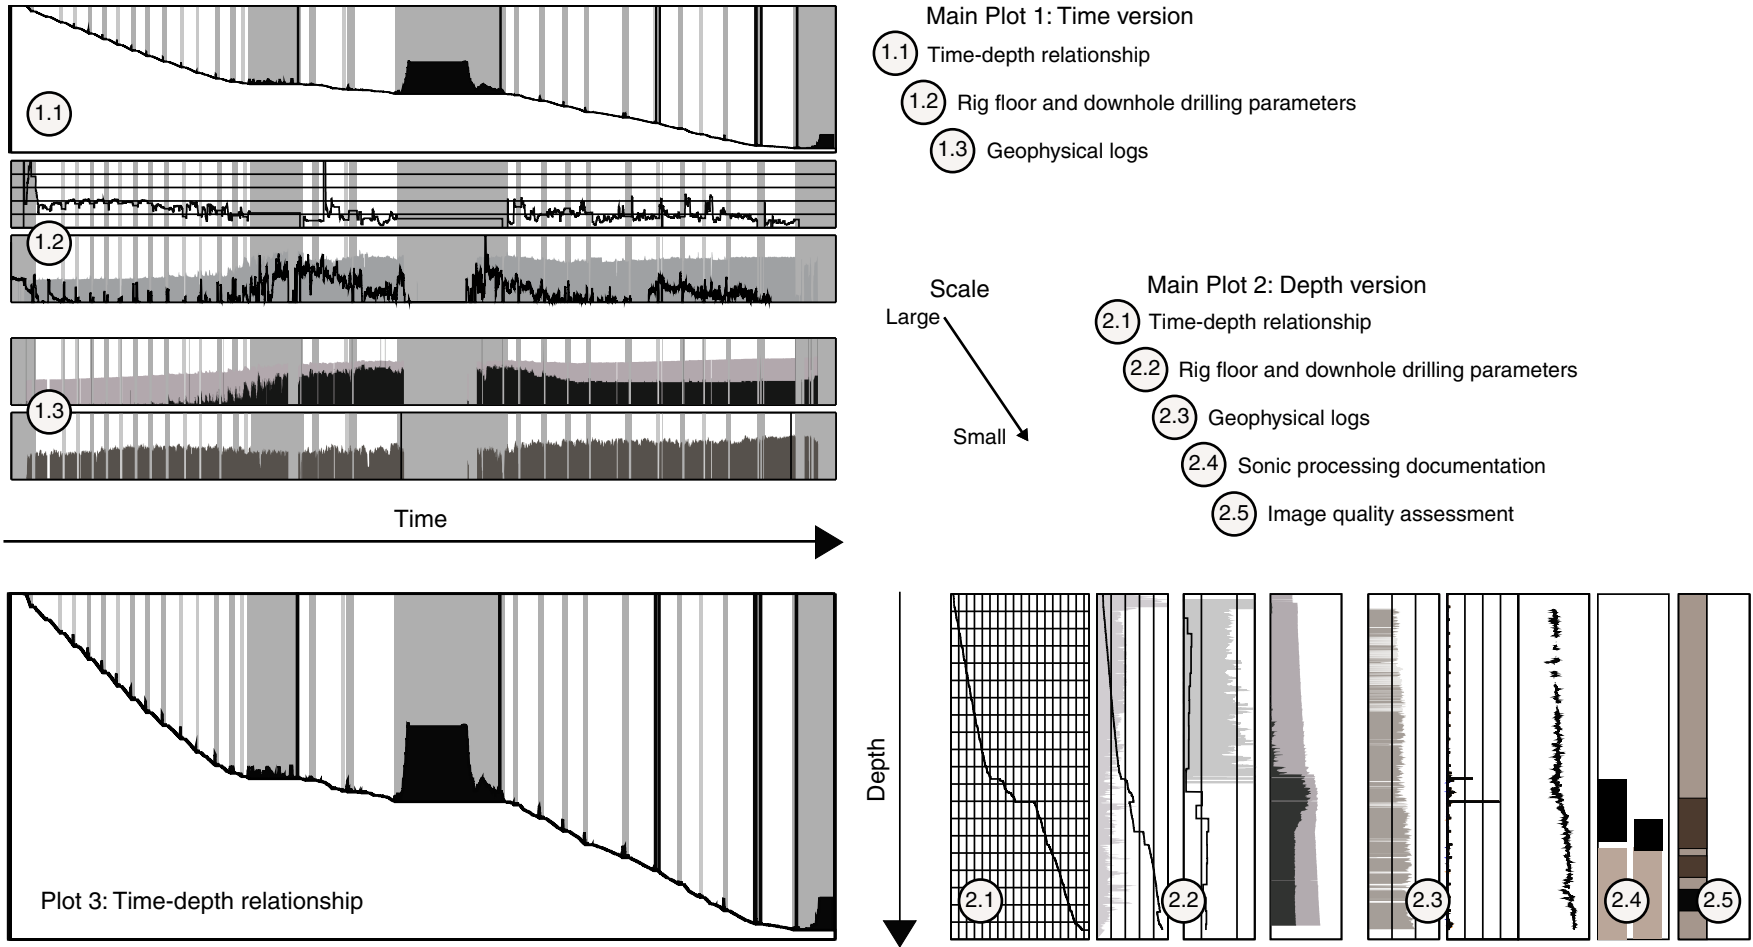 Main Plot 1: Time version
1.1 Time-depth relationship
1.2 Rig floor and downhole drilling parameters
1.3 Geophysical logs
1.1
1.2
1.3
Time
Scale
Large
Small
Main Plot 2: Depth version
2.1 Time-depth relationship
2.2 Rig floor and downhole drilling parameters
2.3 Geophysical logs
2.4 Sonic processing documentation
2.5 Image quality assessment
Plot 3: Time-depth relationship
Depth
2.1
2.2
2.3
2.4
2.5